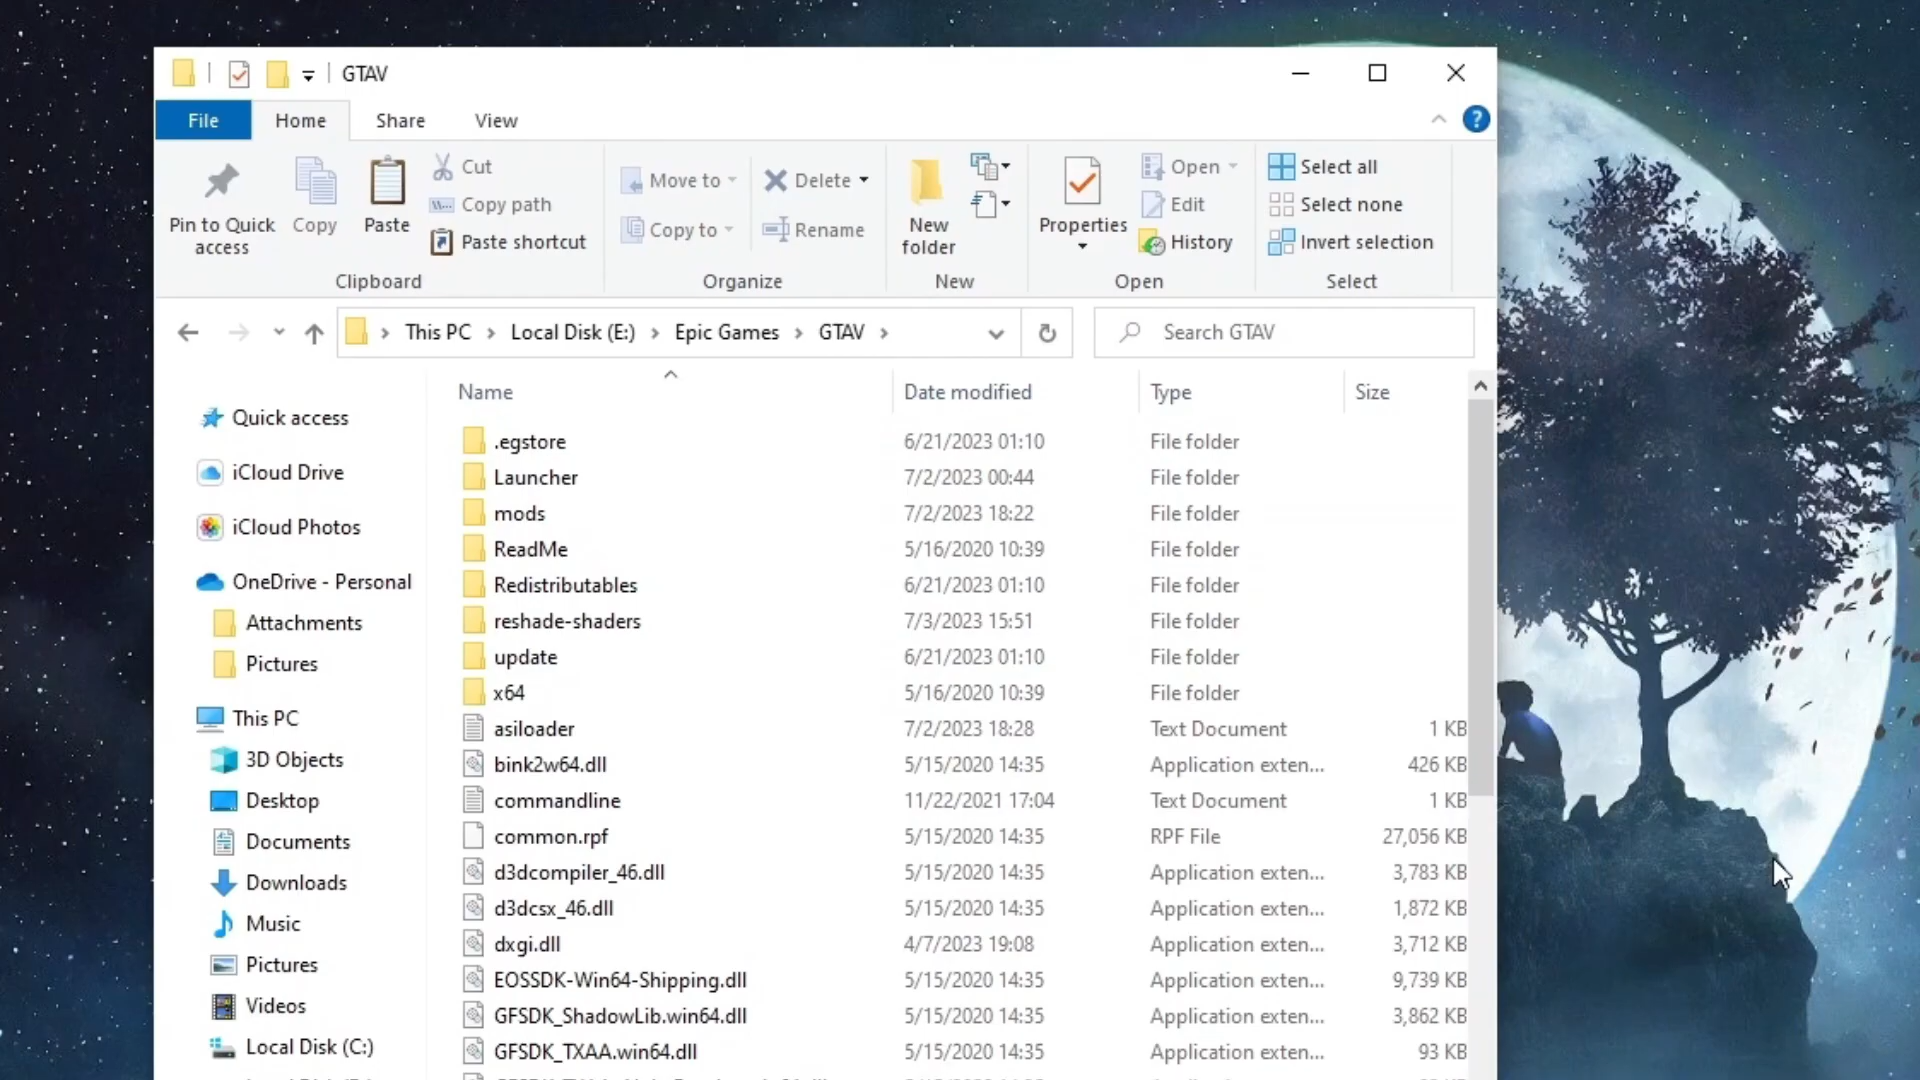 GTAV
File Home Share View
Pin to Quick access
Copy
Paste
Cut
Copy path
Paste shortcut
Clipboard
Move to
Copy to
Delete
Rename
Organize
New folder
New
Properties
Open
Edit
History
Open
Select all
Select none
Invert selection
Select
This PC > Local Disk (E:) > Epic Games > GTAV >
Search GTAV
Quick access
iCloud Drive
iCloud Photos
OneDrive - Personal
Attachments
Pictures
This PC
3D Objects
Desktop
Documents
Downloads
Music
Pictures
Videos
Local Disk (C:)
Name Date modified Type Size
.egstore 6/21/2023 01:10 File folder
Launcher 7/2/2023 00:44 File folder
mods 7/2/2023 18:22 File folder
ReadMe 5/16/2020 10:39 File folder
Redistributables 6/21/2023 01:10 File folder
reshade-shaders 7/3/2023 15:51 File folder
update 6/21/2023 01:10 File folder
x64 5/16/2020 10:39 File folder
asiloader 7/2/2023 18:28 Text Document 1 KB
bink2w64.dll 5/15/2020 14:35 Application exten... 426 KB
commandline 11/22/2021 17:04 Text Document 1 KB
common.rpf 5/15/2020 14:35 RPF File 27,056 KB
d3dcompiler_46.dll 5/15/2020 14:35 Application exten... 3,783 KB
d3dcsx_46.dll 5/15/2020 14:35 Application exten... 1,872 KB
dxgi.dll 4/7/2023 19:08 Application exten... 3,712 KB
EOSSDK-Win64-Shipping.dll 5/15/2020 14:35 Application exten... 9,739 KB
GFSDK_ShadowLib.win64.dll 5/15/2020 14:35 Application exten... 3,862 KB
GFSDK_TXAA.win64.dll 5/15/2020 14:35 Application exten... 93 KB